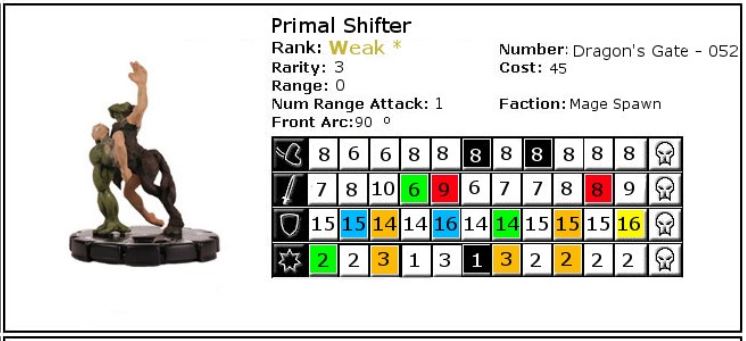 Primal Shifter
Rank: Weak *
Number: Dragon's Gate - 052
Rarity: 3
Cost: 45
Range: 0
Num Range Attack: 1
Faction: Mage Spawn
Front Arc:90 º
8 6 6 8 8 8 8 8 8 8 8
7 8 10 6 9 6 7 7 8 8 9
15 15 14 14 16 14 14 15 15 15 16
2 2 3 1 3 1 3 2 2 2 2